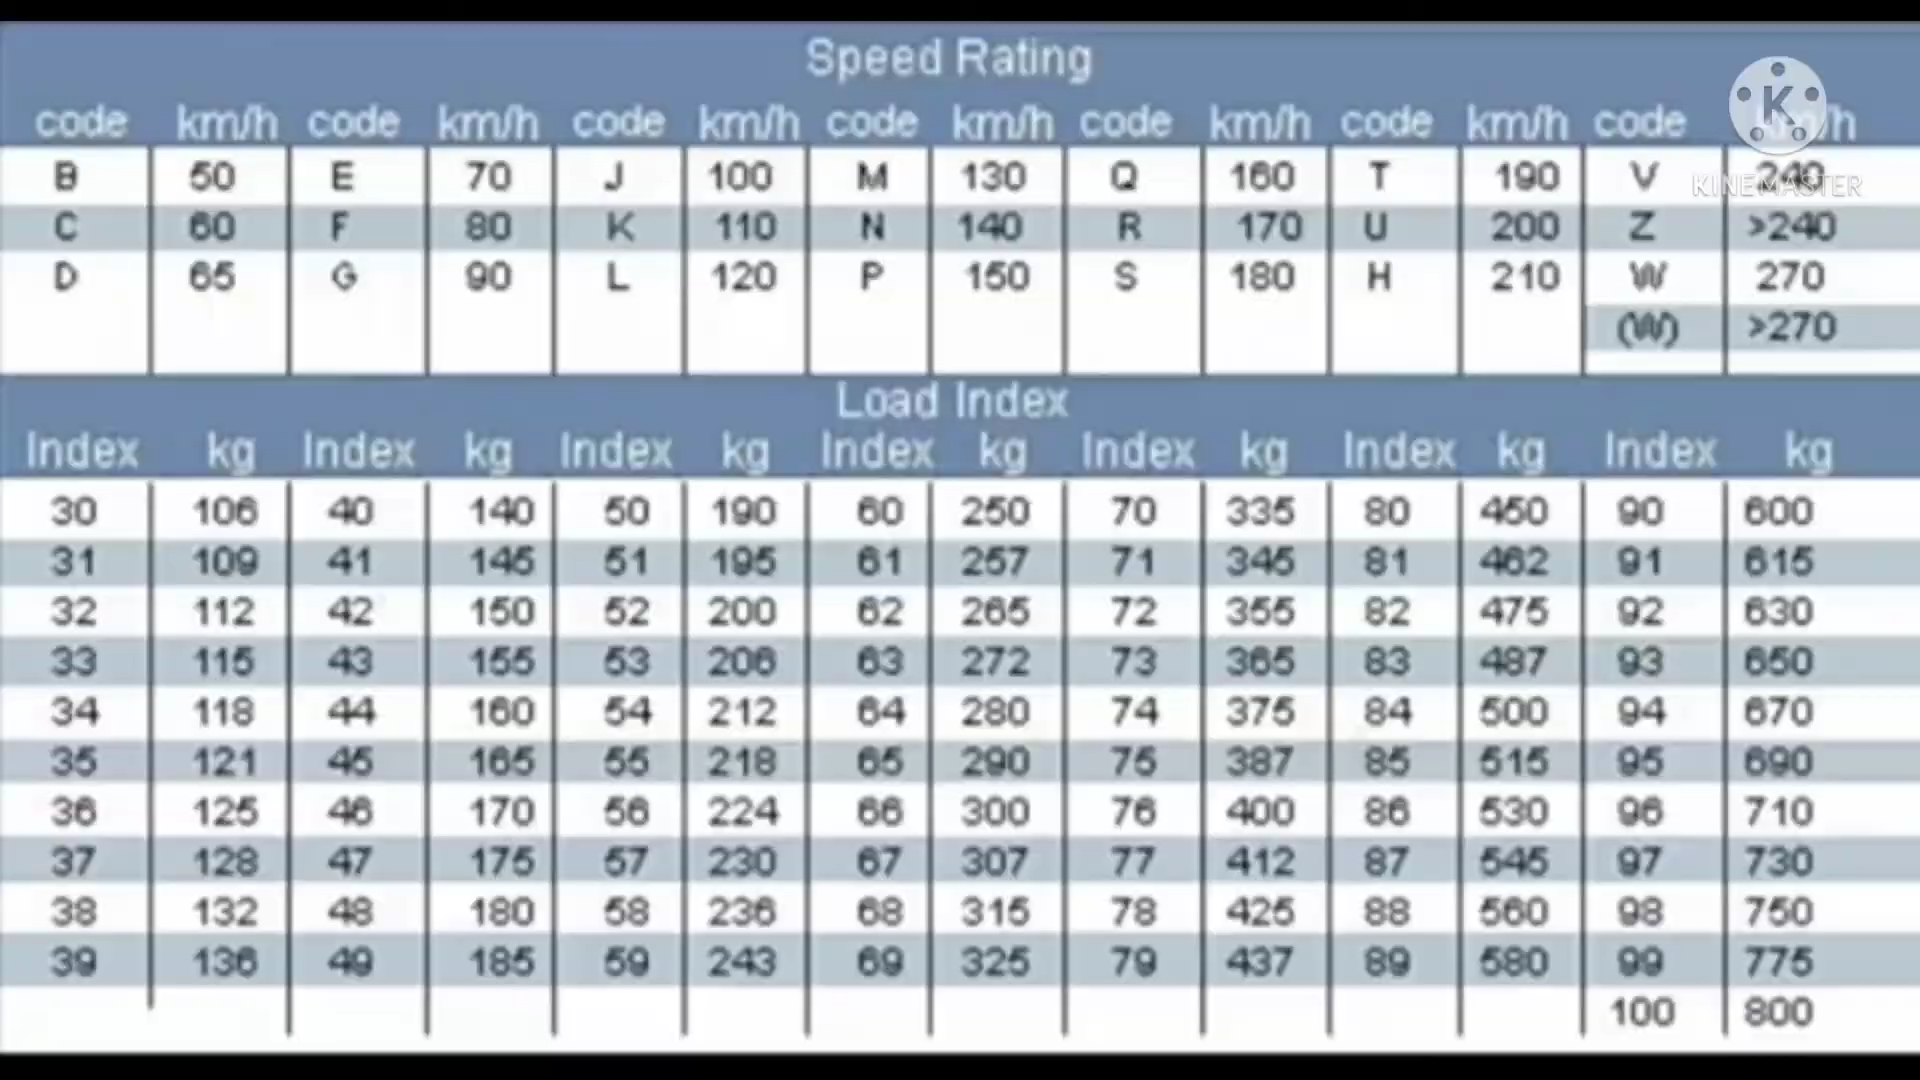 Speed Rating
code km/h code km/h code km/h code km/h code km/h code km/h code km/h
B 50 E 70 J 100 M 130 Q 160 T 190 V 240
KINEMASTER
C 60 F 80 K 110 N 140 R 170 U 200 Z >240
D 65 G 90 L 120 P 150 S 180 H 210 W 270
(W) >270
Load Index
Index kg Index kg Index kg Index kg Index kg Index kg Index kg
30 106 40 140 50 190 60 250 70 335 80 450 90 600
31 109 41 145 51 195 61 257 71 345 81 462 91 615
32 112 42 150 52 200 62 265 72 355 82 475 92 630
33 115 43 155 53 206 63 272 73 365 83 487 93 650
34 118 44 160 54 212 64 280 74 375 84 500 94 670
35 121 45 165 55 218 65 290 75 387 85 515 95 690
36 125 46 170 56 224 66 300 76 400 86 530 96 710
37 128 47 175 57 230 67 307 77 412 87 545 97 730
38 132 48 180 58 236 68 315 78 425 88 560 98 750
39 136 49 185 59 243 69 325 79 437 89 580 99 775
100 800